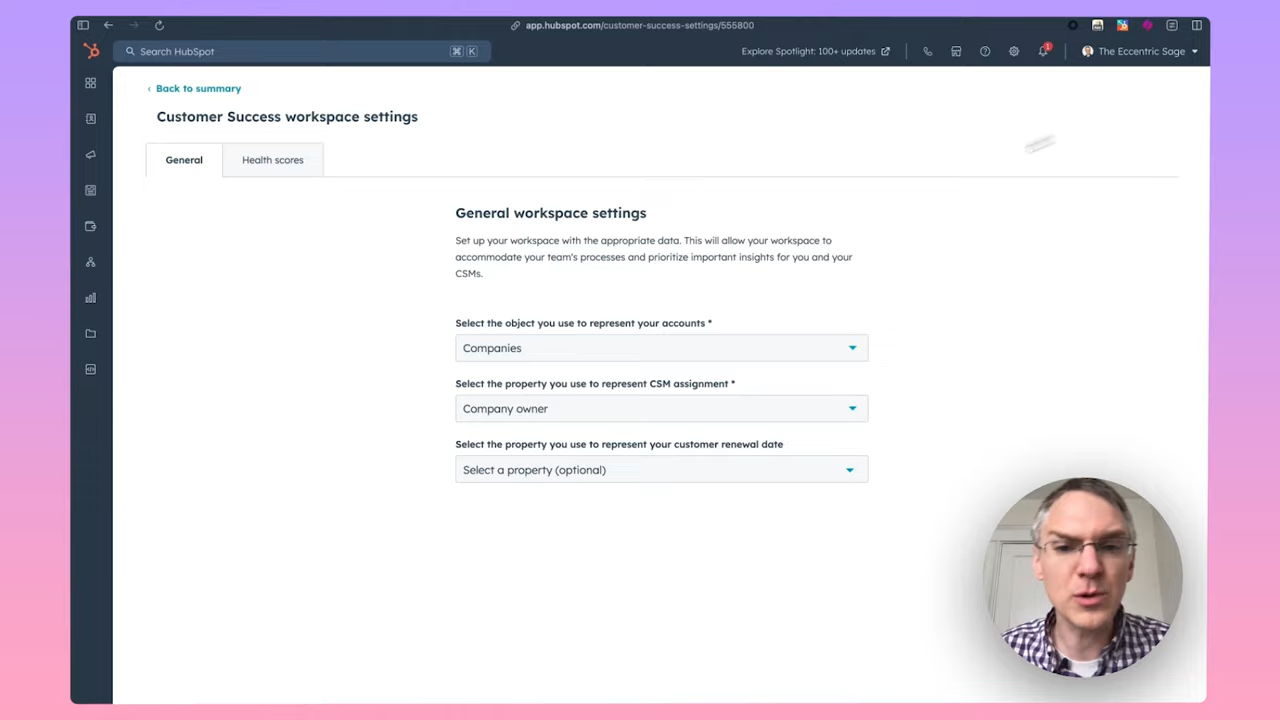 app.hubspot.com/customer-success-settings/555800
Search HubSpot
⌘ K
Explore Spotlight: 100+ updates
1
The Eccentric Sage
Back to summary
Customer Success workspace settings
General
Health scores
General workspace settings
Set up your workspace with the appropriate data. This will allow your workspace to
accommodate your team's processes and prioritize important insights for you and your
CSMs.
Select the object you use to represent your accounts *
Companies
Select the property you use to represent CSM assignment *
Company owner
Select the property you use to represent your customer renewal date
Select a property (optional)